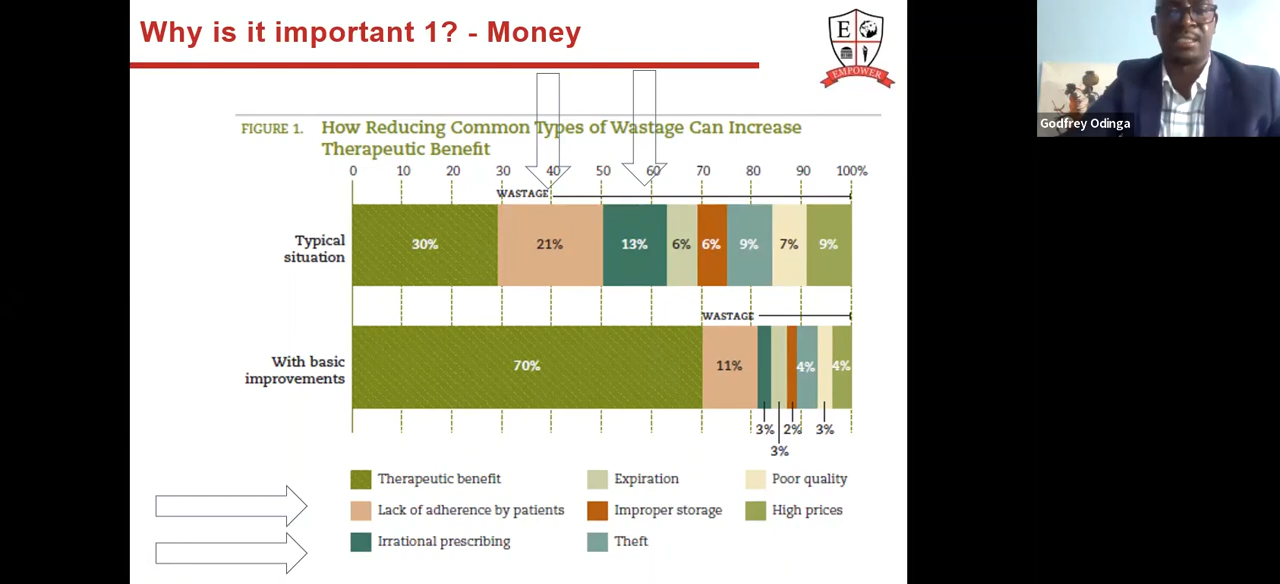 Why is it important 1? - Money
E
EMPOWER
Godfrey Odinga
FIGURE 1. How Reducing Common Types of Wastage Can Increase
Therapeutic Benefit
0 10 20 30 40 50 60 70 80 90 100%
WASTAGE
Typical
situation
30% 21% 13% 6% 6% 9% 7% 9%
WASTAGE
With basic
improvements
70% 11% 4% 4%
3% 2% 3%
3%
Therapeutic benefit Expiration Poor quality
Lack of adherence by patients Improper storage High prices
Irrational prescribing Theft